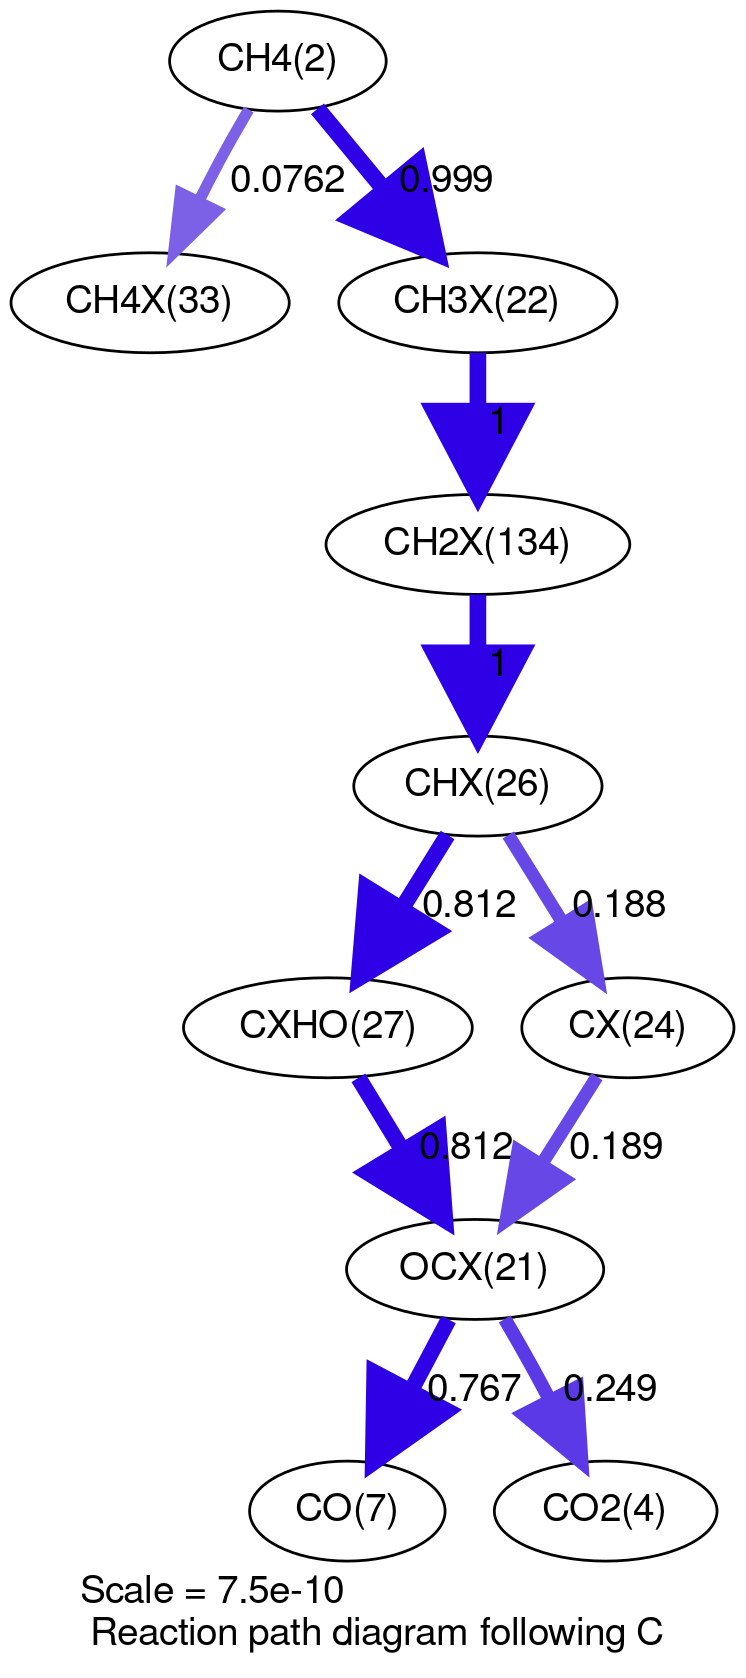 CH4(2)
0.0762
0.999
CH4X(33)
CH3X(22)
1
CH2X(134)
1
CHX(26)
0.812
0.188
CXHO(27)
CX(24)
0.812
0.189
OCX(21)
0.767
0.249
CO(7)
CO2(4)
Scale = 7.5e-10
Reaction path diagram following C